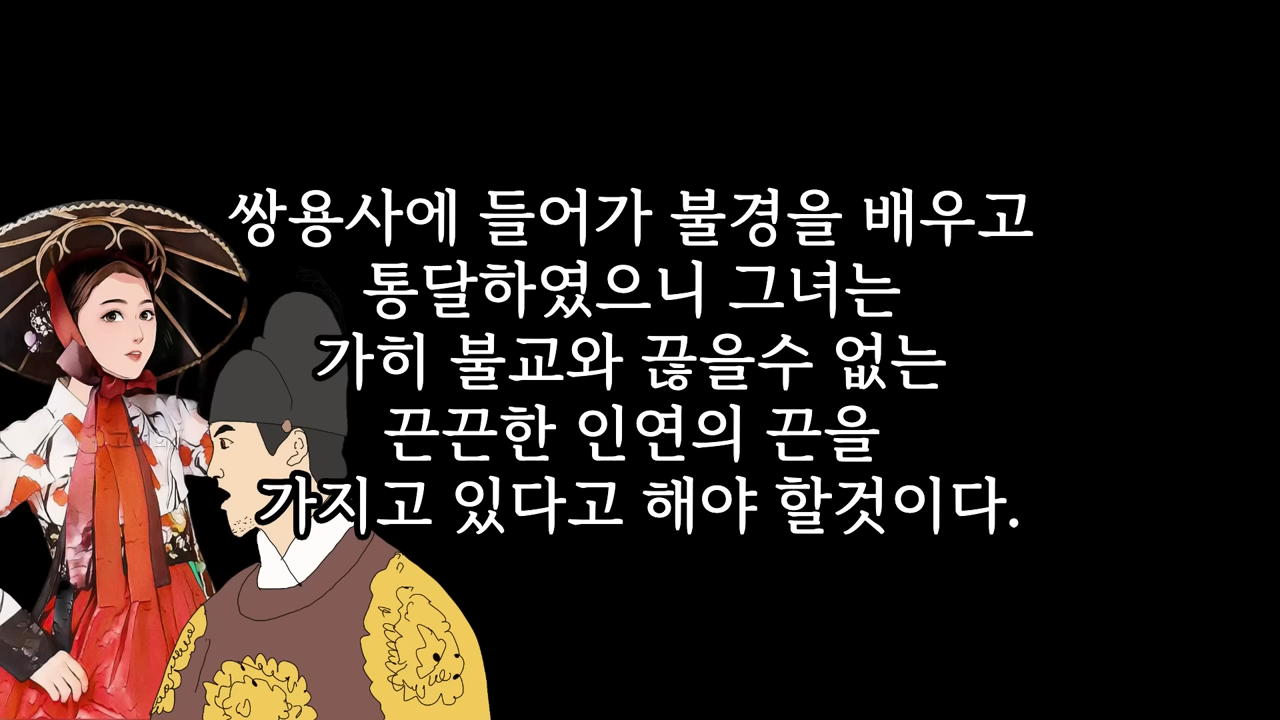 쌍용사에 들어가 불경을 배우고
통달하였으니 그녀는
가히 불교와 끊을수 없는
끈끈한 인연의 끈을
가지고 있다고 해야 할것이다.